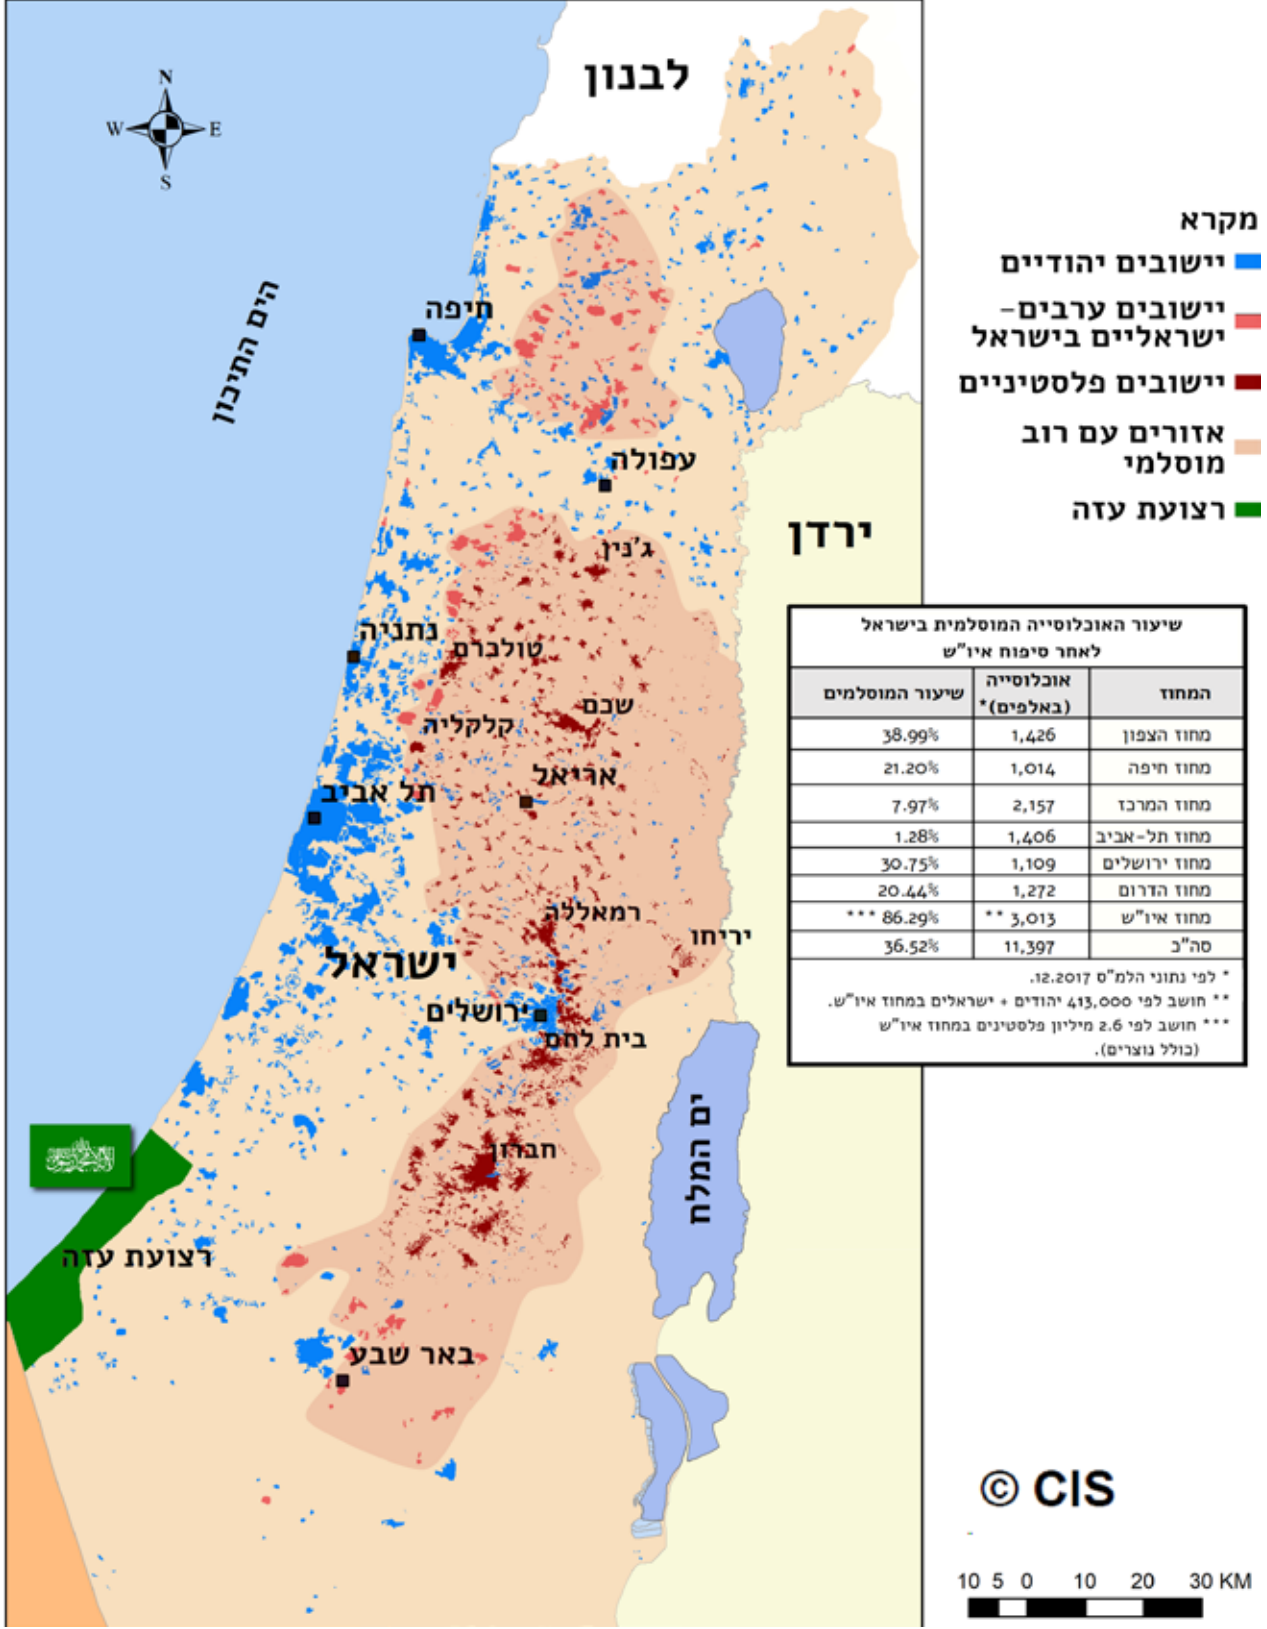 N
W E
S
לבנון
הים התיכון
חיפה
עפולה
ג'נין
ירדן
נתניה
טולכרם
שכם
קלקליה
אריאל
תל אביב
רמאללה
יריחו
ישראל
ירושלים
בית לחם
ים המלח
חברון
רצועת עזה
באר שבע
מקרא
יישובים יהודיים
יישובים ערבים-
ישראליים בישראל
יישובים פלסטיניים
אזורים עם רוב
מוסלמי
רצועת עזה
שיעור האוכלוסייה המוסלמית בישראל
לאחר סיפוח איו"ש
המחוז אוכלוסייה (באלפים)* שיעור המוסלמים
מחוז הצפון 1,426 38.99%
מחוז חיפה 1,014 21.20%
מחוז המרכז 2,157 7.97%
מחוז תל-אביב 1,406 1.28%
מחוז ירושלים 1,109 30.75%
מחוז הדרום 1,272 20.44%
מחוז איו"ש 3,013 ** 86.29% ***
סה"כ 11,397 36.52%
* לפי נתוני הלמ"ס 12.2017.
** חושב לפי 413,000 יהודים + ישראלים במחוז איו"ש.
*** חושב לפי 2.6 מיליון פלסטינים במחוז איו"ש
(כולל נוצרים).
© CIS
10 5 0 10 20 30 KM